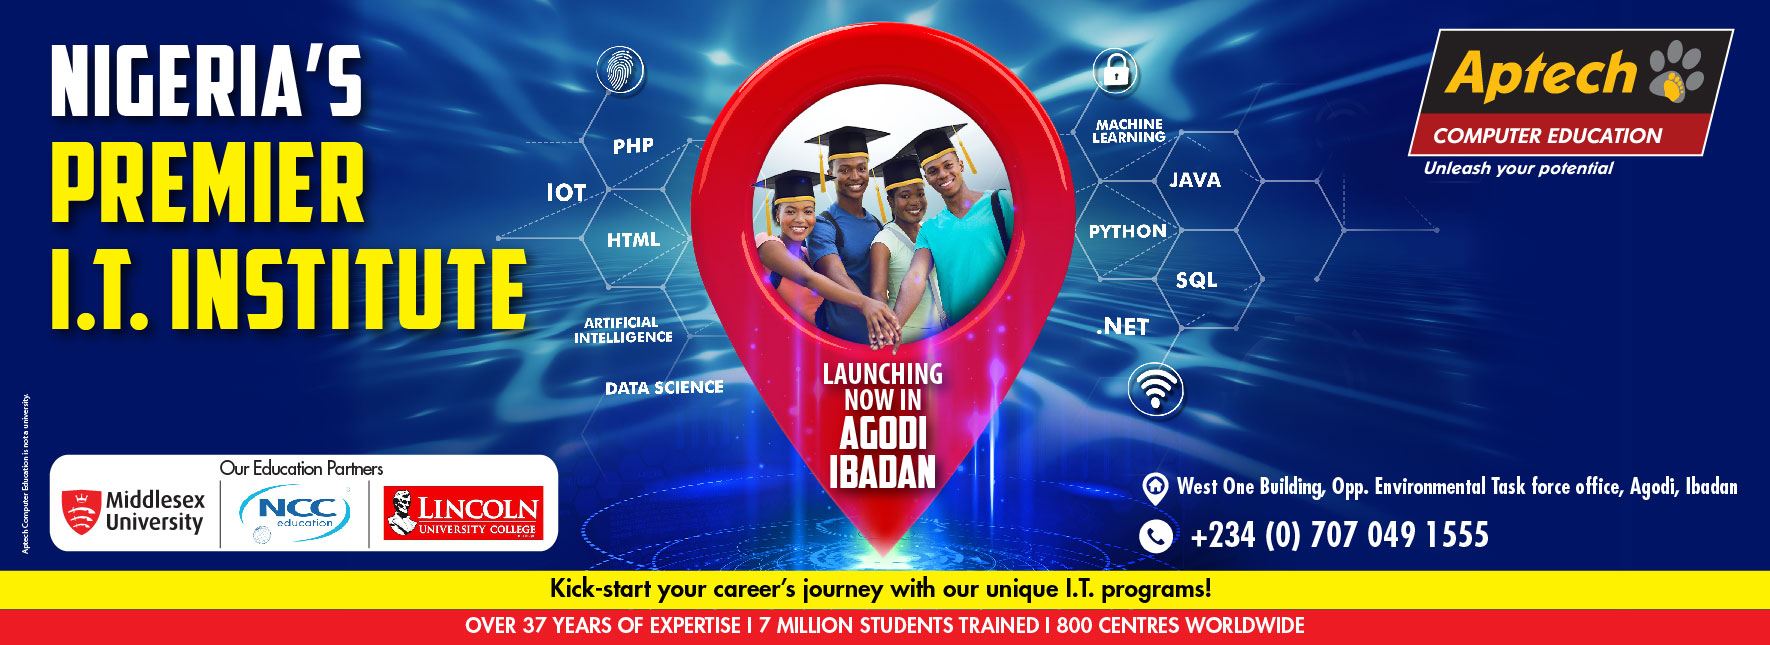 NIGERIA'S
PREMIER
I.T. INSTITUTE
PHP
IOT
HTML
ARTIFICIAL
INTELLIGENCE
DATA SCIENCE
LAUNCHING
NOW IN
AGODI
IBADAN
MACHINE
LEARNING
JAVA
PYTHON
SQL
.NET
Aptech
COMPUTER EDUCATION
Unleash your potential
Aptech Computer Education is not a university.
Our Education Partners
Middlesex
University
NCC
education
LINCOLN
UNIVERSITY COLLEGE
West One Building, Opp. Environmental Task force office, Agodi, Ibadan
+234 (0) 707 049 1555
Kick-start your career's journey with our unique I.T. programs!
OVER 37 YEARS OF EXPERTISE I 7 MILLION STUDENTS TRAINED I 800 CENTRES WORLDWIDE